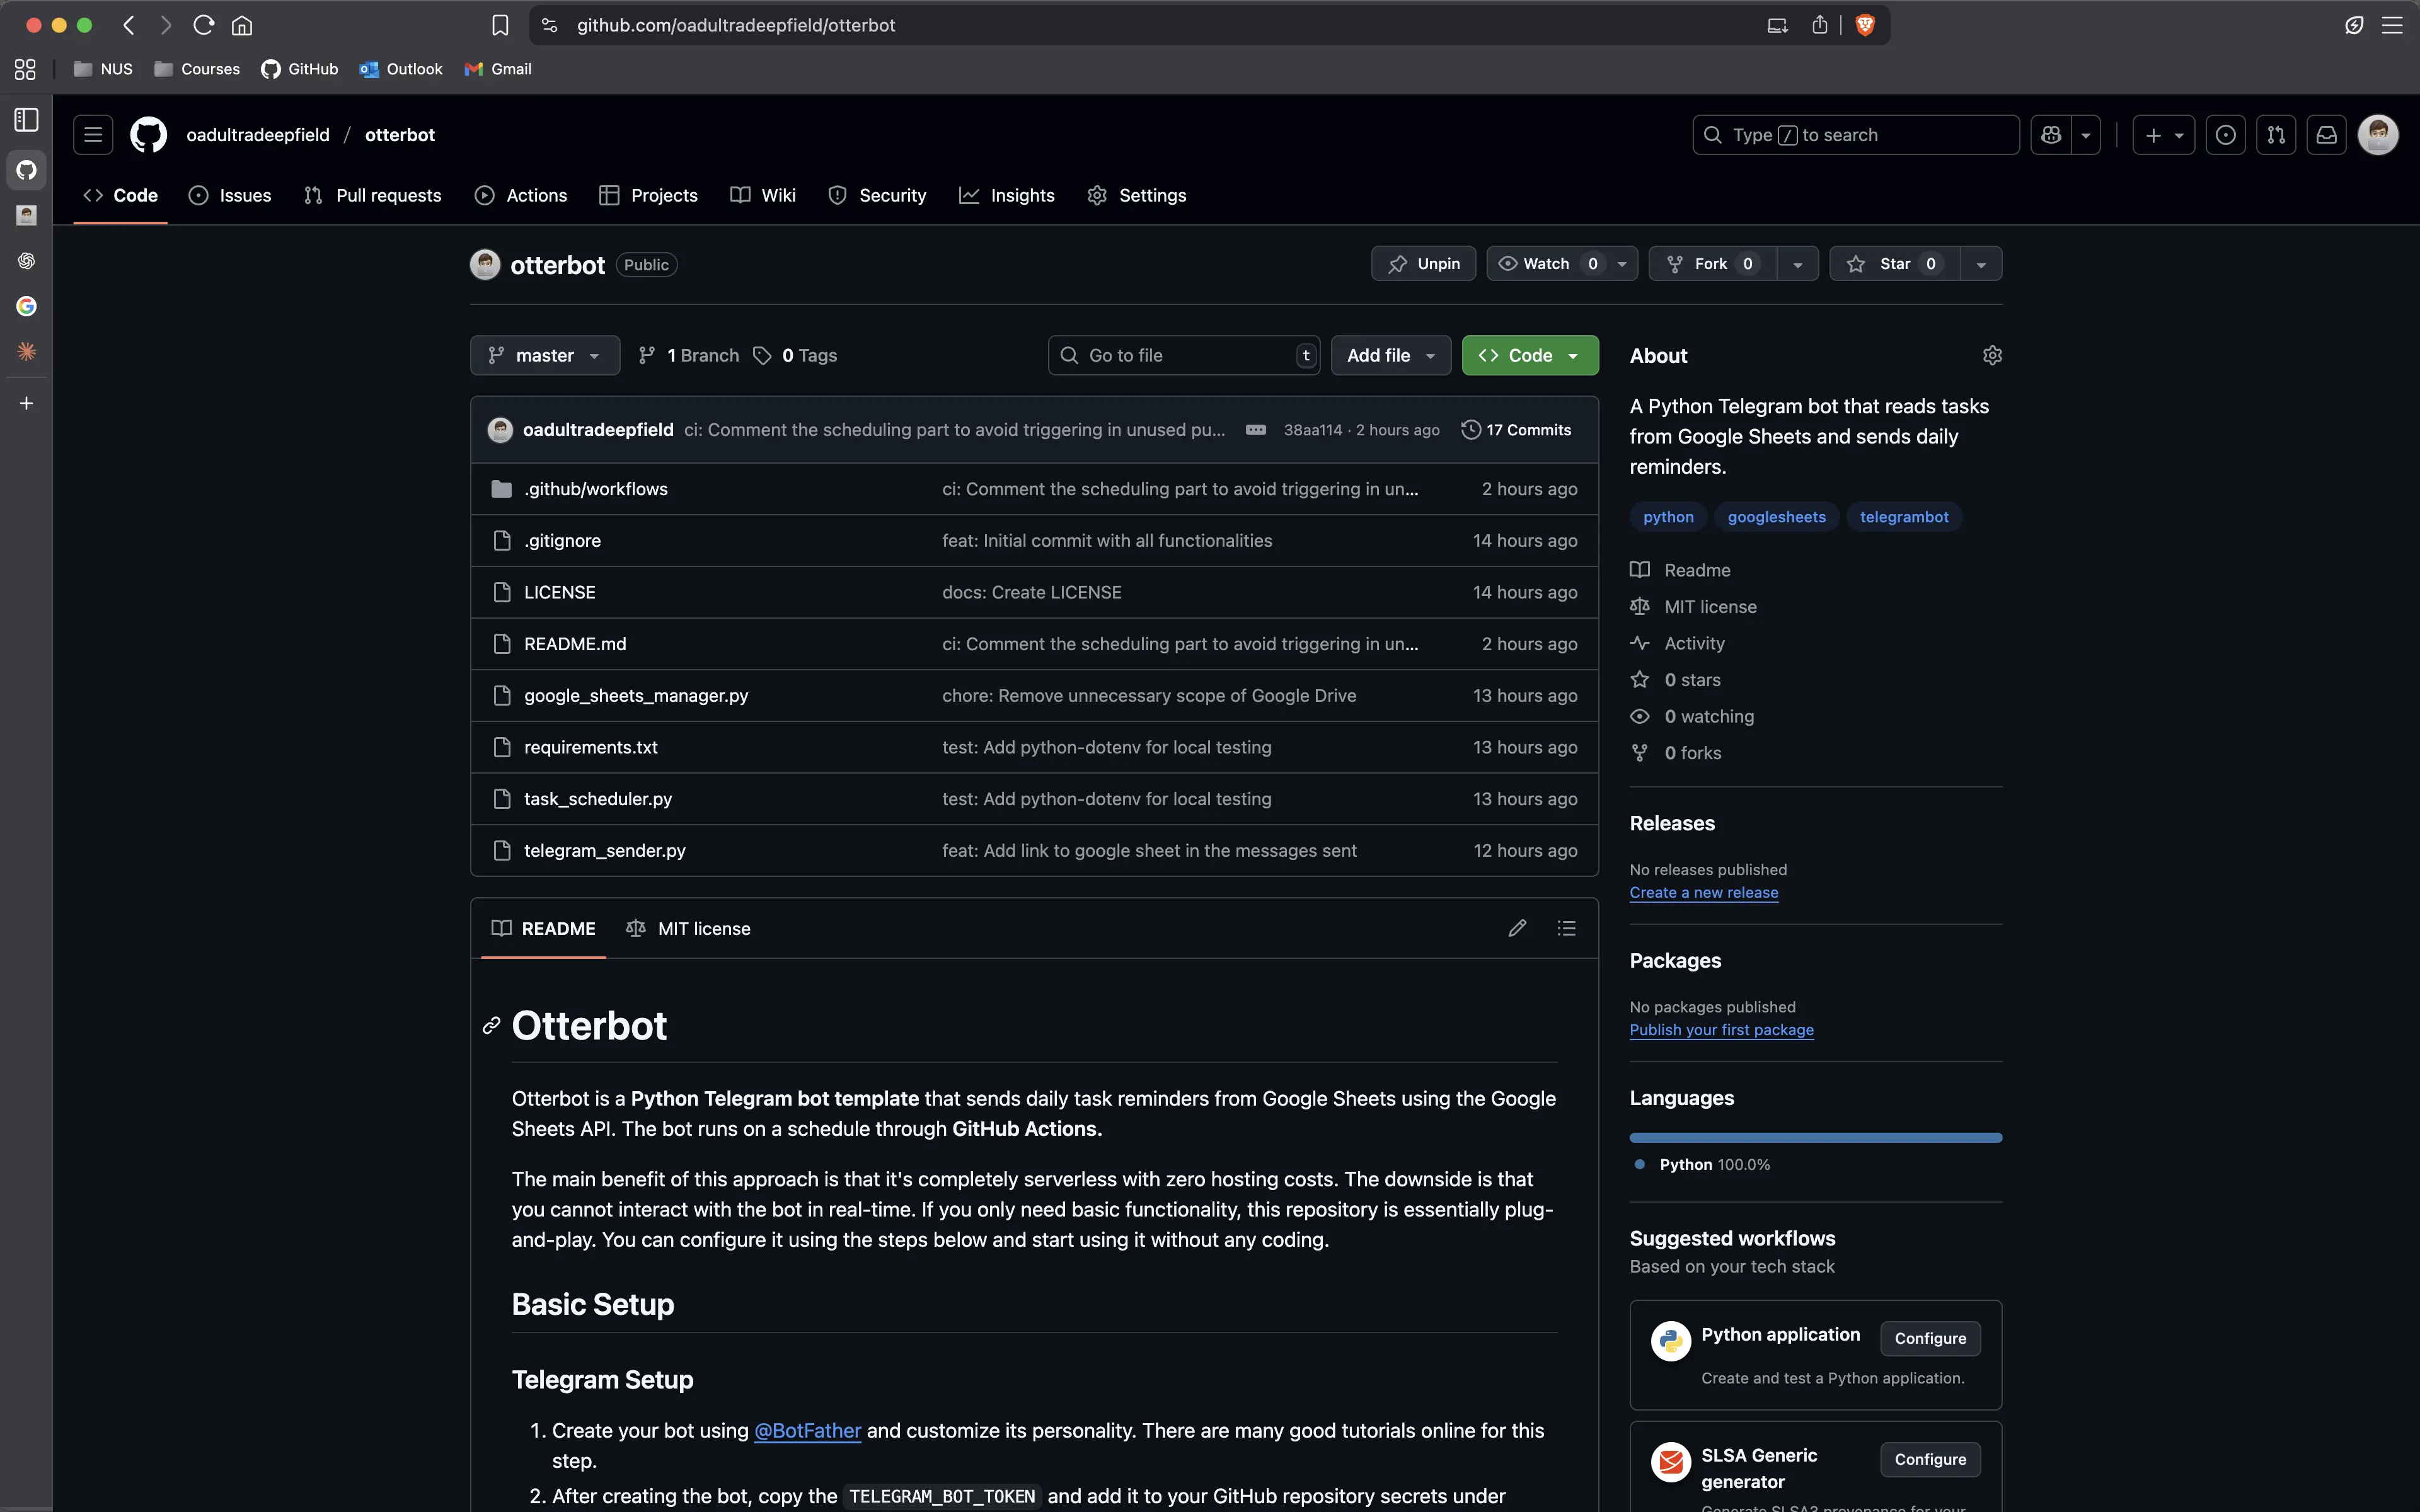 github.com/oadultradeepfield/otterbot
NUS Courses GitHub Outlook Gmail
oadultradeepfield / otterbot
Type / to search
Code Issues Pull requests Actions Projects Wiki Security Insights Settings
otterbot Public
Unpin Watch 0 Fork 0 Star 0
master 1 Branch 0 Tags
Go to file t Add file Code
oadultradeepfield ci: Comment the scheduling part to avoid triggering in unused pu... 38aa114 · 2 hours ago 17 Commits
.github/workflows ci: Comment the scheduling part to avoid triggering in un... 2 hours ago
.gitignore feat: Initial commit with all functionalities 14 hours ago
LICENSE docs: Create LICENSE 14 hours ago
README.md ci: Comment the scheduling part to avoid triggering in un... 2 hours ago
google_sheets_manager.py chore: Remove unnecessary scope of Google Drive 13 hours ago
requirements.txt test: Add python-dotenv for local testing 13 hours ago
task_scheduler.py test: Add python-dotenv for local testing 13 hours ago
telegram_sender.py feat: Add link to google sheet in the messages sent 12 hours ago
README MIT license
Otterbot
Otterbot is a Python Telegram bot template that sends daily task reminders from Google Sheets using the Google
Sheets API. The bot runs on a schedule through GitHub Actions.
The main benefit of this approach is that it's completely serverless with zero hosting costs. The downside is that
you cannot interact with the bot in real-time. If you only need basic functionality, this repository is essentially plug-
and-play. You can configure it using the steps below and start using it without any coding.
Basic Setup
Telegram Setup
1. Create your bot using @BotFather and customize its personality. There are many good tutorials online for this
step.
2. After creating the bot, copy the TELEGRAM_BOT_TOKEN and add it to your GitHub repository secrets under
About
A Python Telegram bot that reads tasks
from Google Sheets and sends daily
reminders.
python googlesheets telegrambot
Readme
MIT license
Activity
0 stars
0 watching
0 forks
Releases
No releases published
Create a new release
Packages
No packages published
Publish your first package
Languages
Python 100.0%
Suggested workflows
Based on your tech stack
Python application Configure
Create and test a Python application.
SLSA Generic
generator
Configure
Generate SLSA3 provenance for your